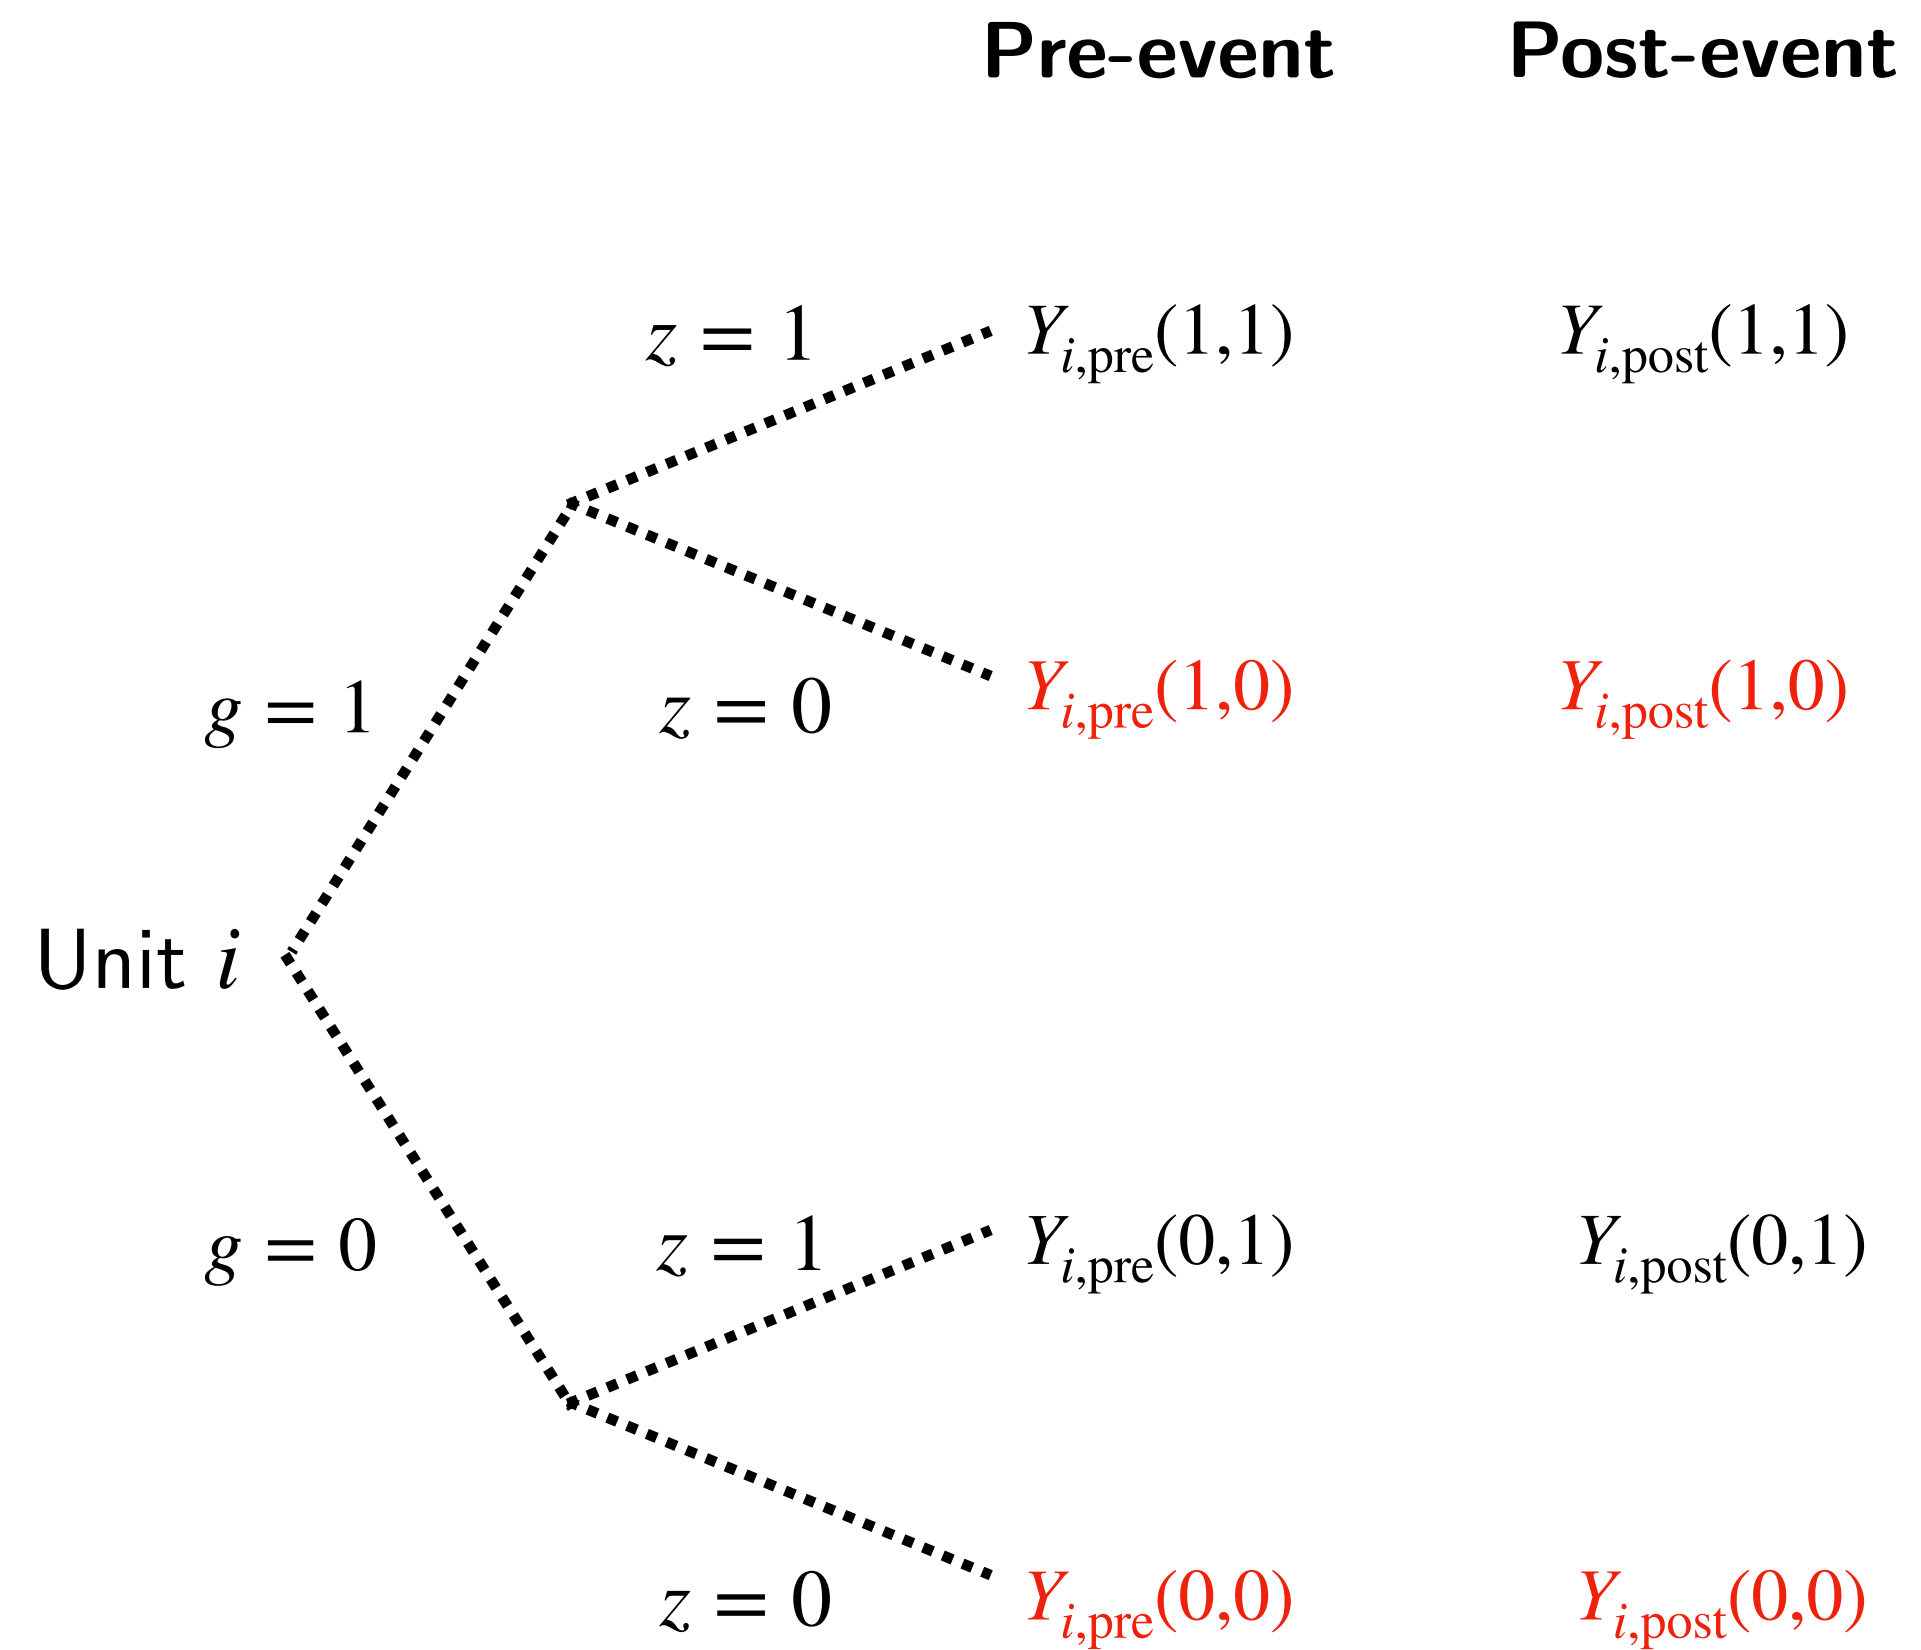 Pre-event Post-event
z = 1 Y_{i,pre}(1,1) Y_{i,post}(1,1)
g = 1 z = 0 Y_{i,pre}(1,0) Y_{i,post}(1,0)
Unit i
g = 0 z = 1 Y_{i,pre}(0,1) Y_{i,post}(0,1)
z = 0 Y_{i,pre}(0,0) Y_{i,post}(0,0)